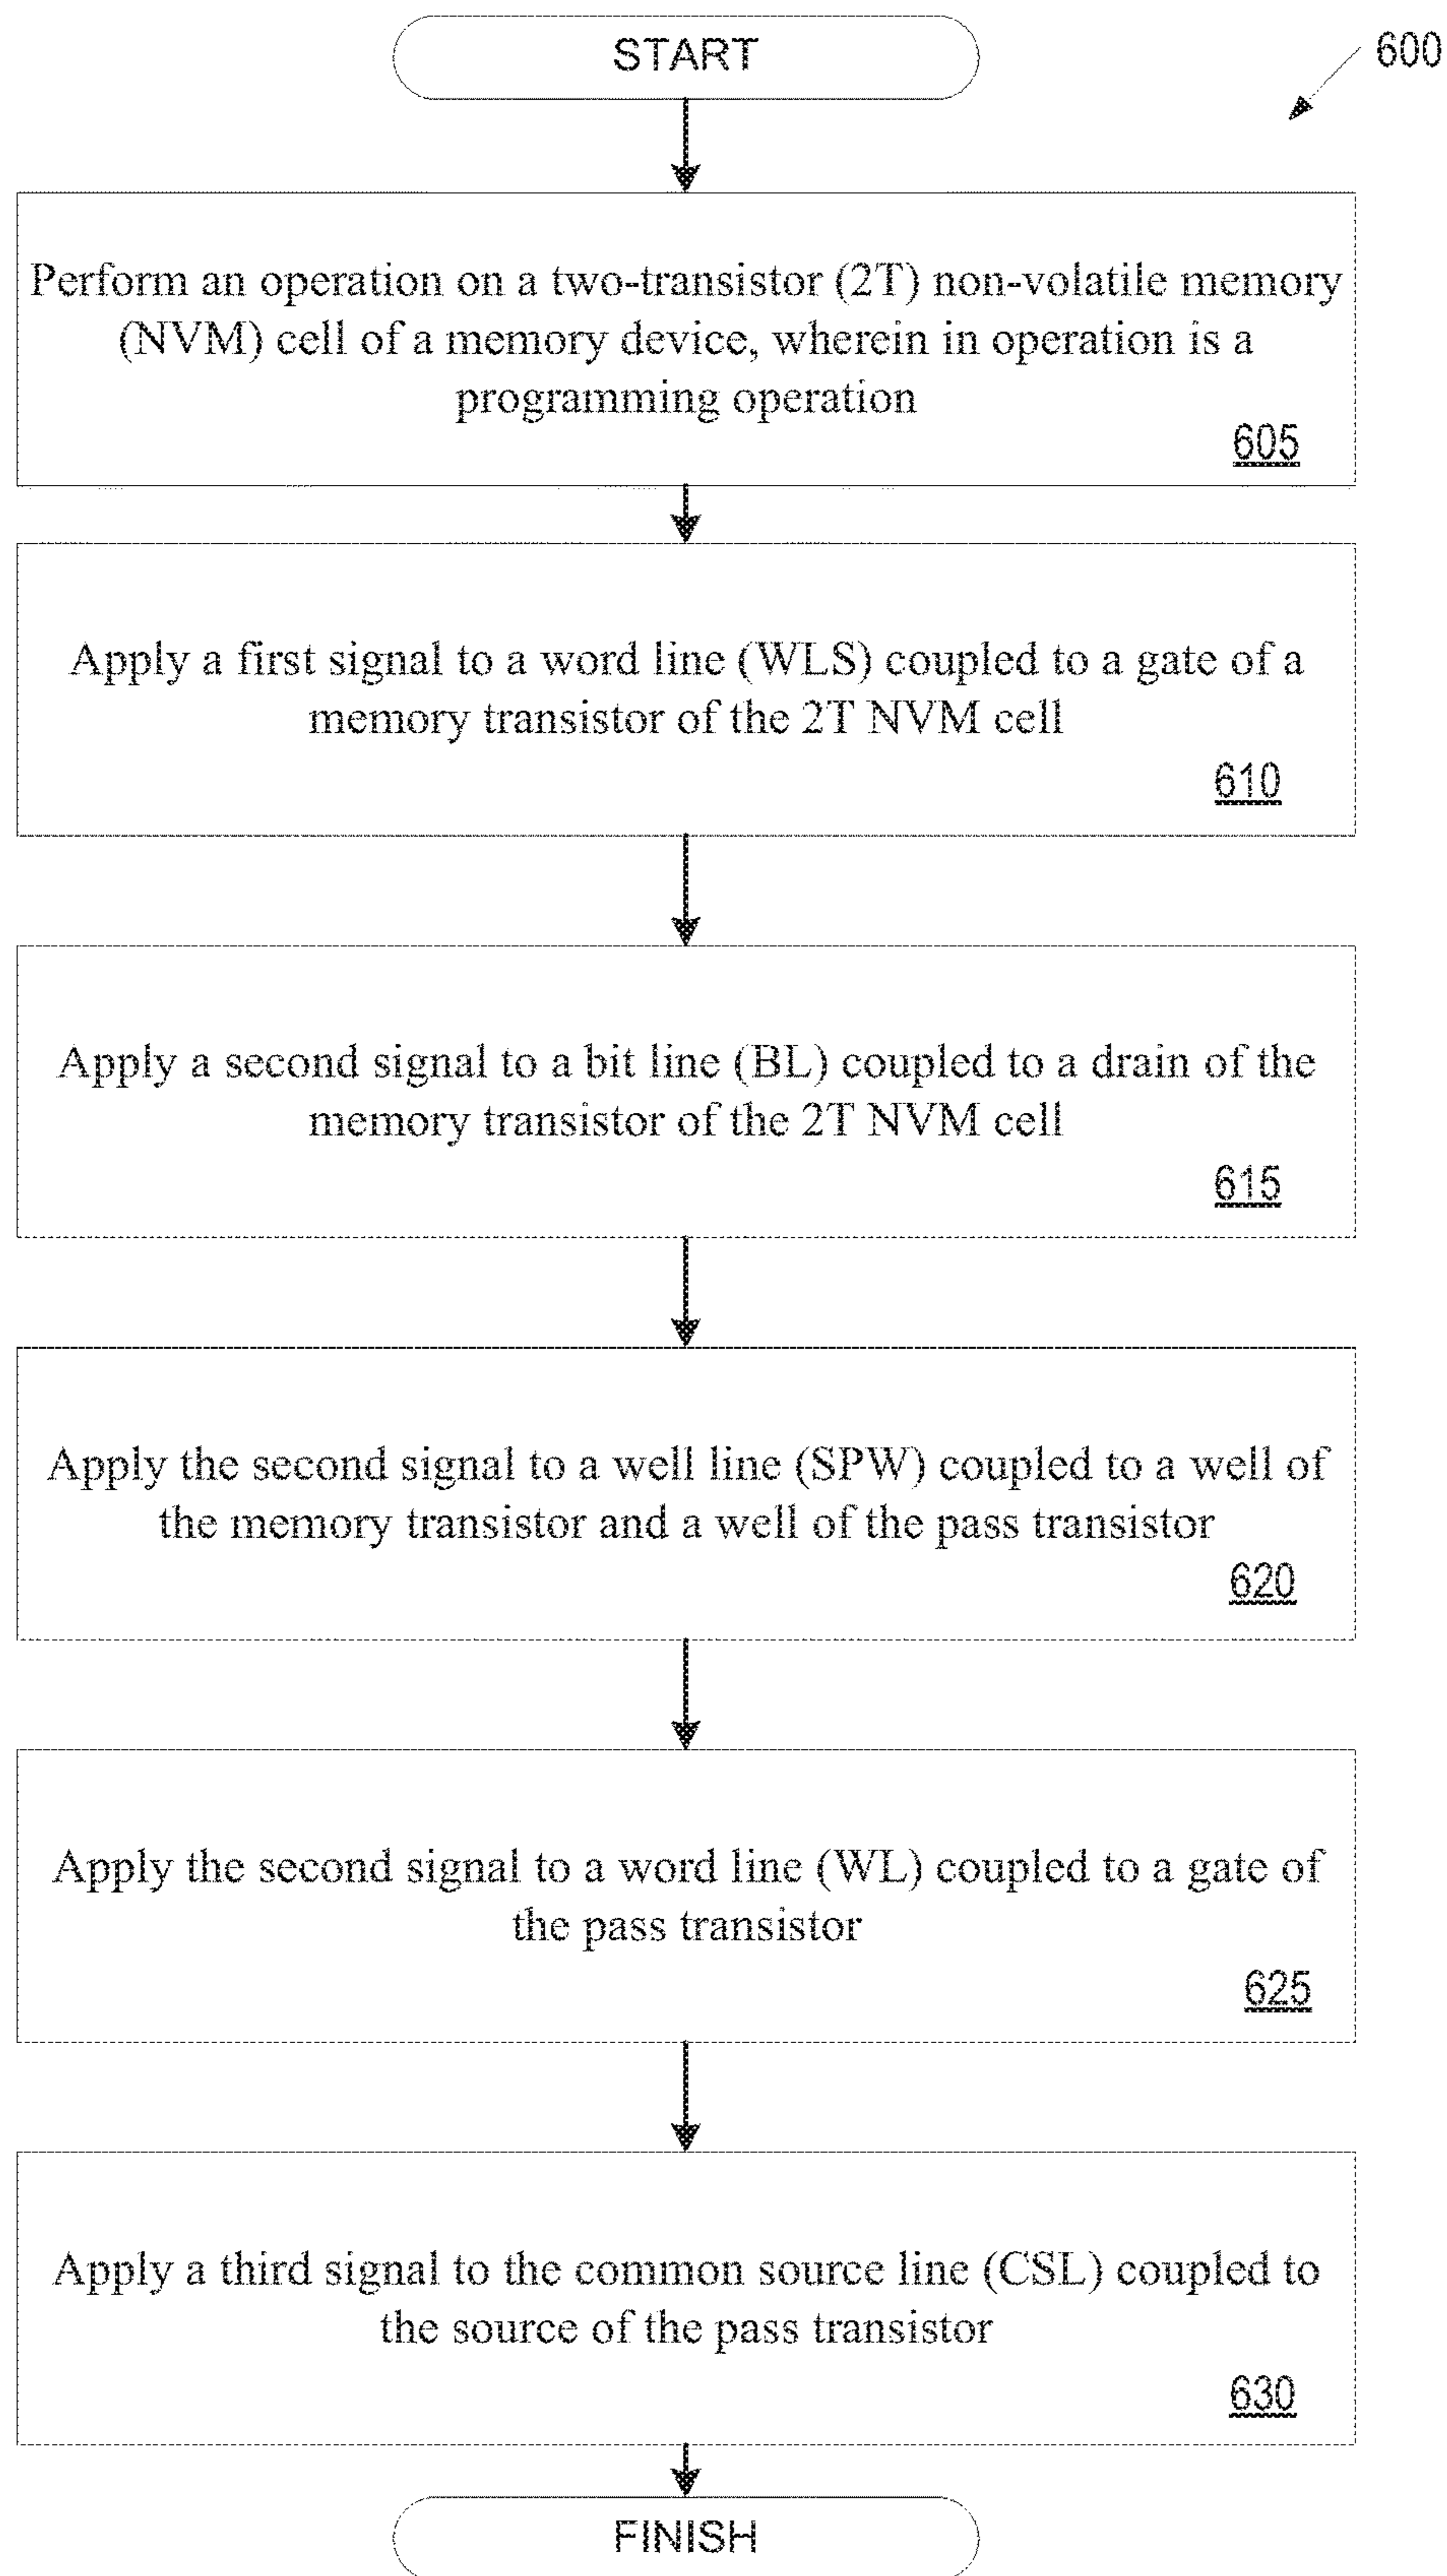 START
600
Perform an operation on a two-transistor (2T) non-volatile memory
(NVM) cell of a memory device, wherein in operation is a
programming operation
605
Apply a first signal to a word line (WLS) coupled to a gate of a
memory transistor of the 2T NVM cell
610
Apply a second signal to a bit line (BL) coupled to a drain of the
memory transistor of the 2T NVM cell
615
Apply the second signal to a well line (SPW) coupled to a well of
the memory transistor and a well of the pass transistor
620
Apply the second signal to a word line (WL) coupled to a gate of
the pass transistor
625
Apply a third signal to the common source line (CSL) coupled to
the source of the pass transistor
630
FINISH